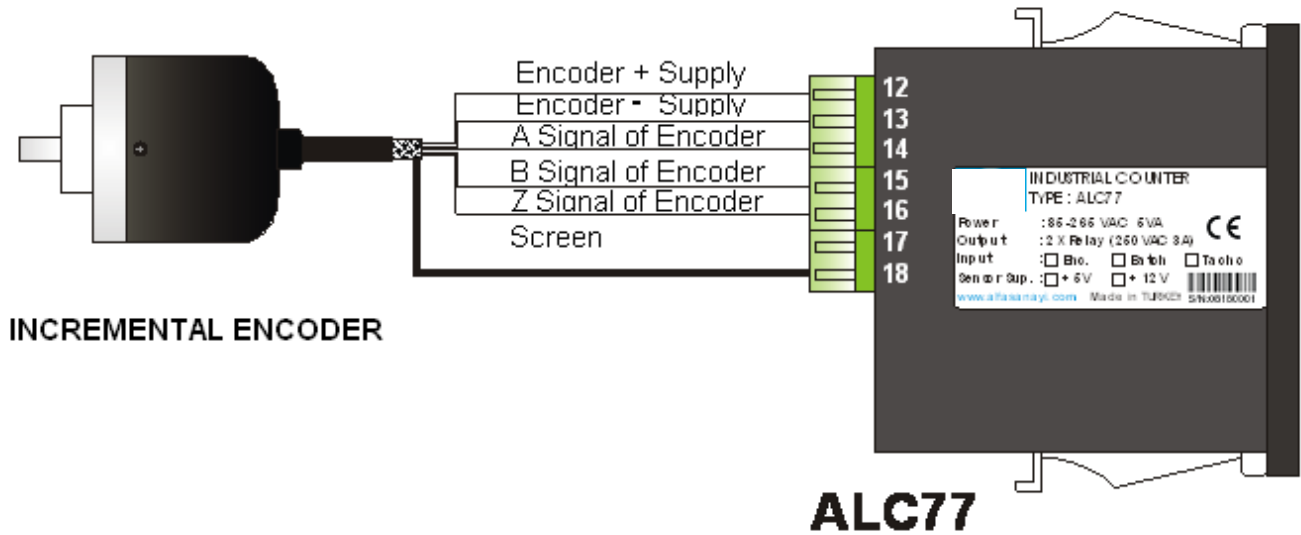 Encoder + Supply
Encoder - Supply
A Signal of Encoder
B Signal of Encoder
Z Signal of Encoder
Screen
12
13
14
15
16
17
18
INDUSTRIAL COUNTER
TYPE : ALC77
Power : 85-265 VAC 5VA
Output : 2 X Relay (250 VAC 3A)
Input : Enc. Batch Tacho
Sensor Sup. : + 5V + 12V
www.alfasanayi.com Made in TURKEY S/N:08180001
CE
INCREMENTAL ENCODER
ALC77